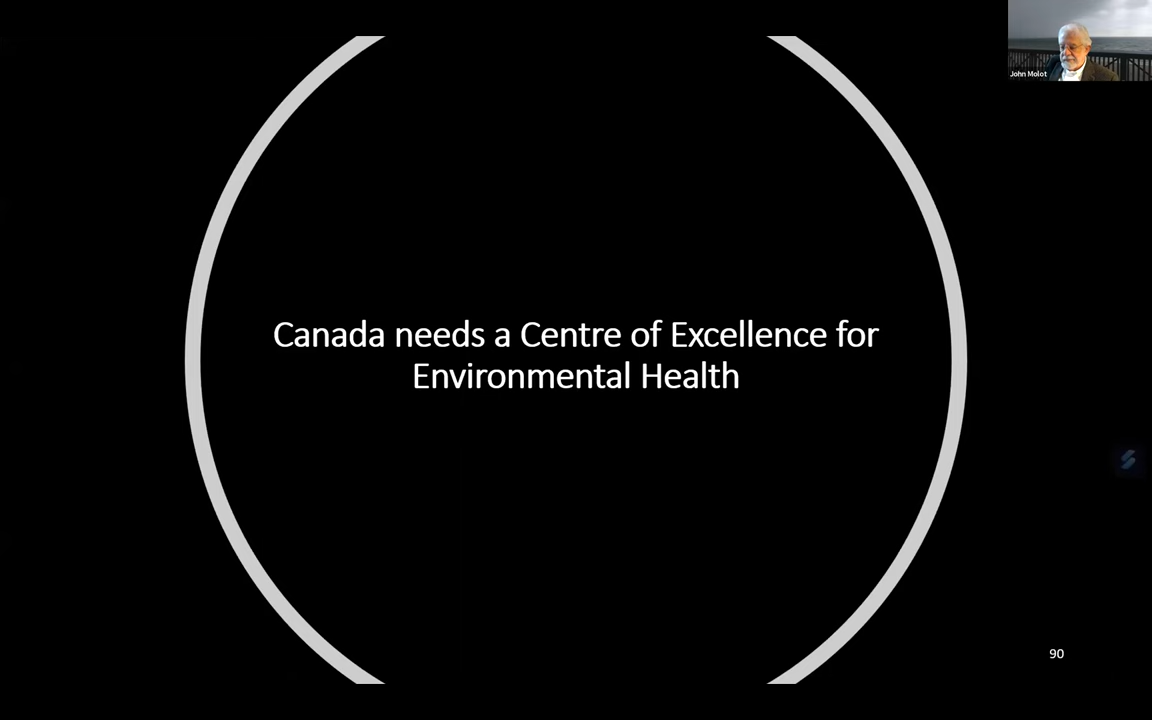 John Molot
Canada needs a Centre of Excellence for
Environmental Health
90